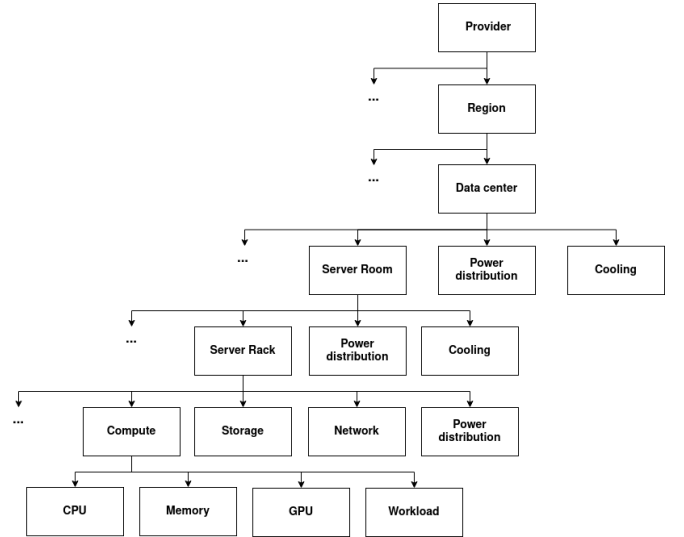 Provider
...
Region
...
Data center
...
Server Room
Power
distribution
Cooling
...
Server Rack
Power
distribution
Cooling
...
Compute
Storage
Network
Power
distribution
CPU
Memory
GPU
Workload